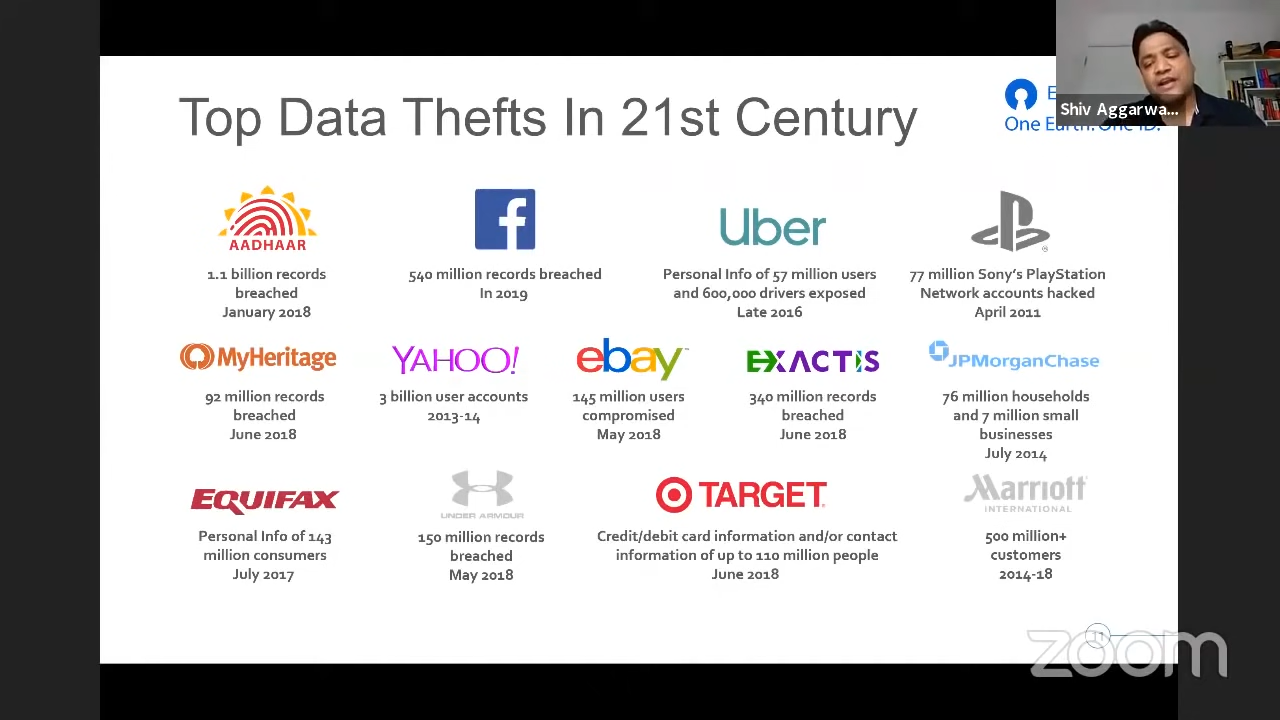 Top Data Thefts In 21st Century
E
One Earth. One ID.
Shiv Aggarwa...
AADHAAR
1.1 billion records
breached
January 2018
f
540 million records breached
In 2019
Uber
Personal Info of 57 million users
and 600,000 drivers exposed
Late 2016
77 million Sony's PlayStation
Network accounts hacked
April 2011
MyHeritage
92 million records
breached
June 2018
YAHOO!
3 billion user accounts
2013-14
ebay™
145 million users
compromised
May 2018
EXACTIS
340 million records
breached
June 2018
JPMorganChase
76 million households
and 7 million small
businesses
July 2014
EQUIFAX
Personal Info of 143
million consumers
July 2017
UNDER ARMOUR
150 million records
breached
May 2018
TARGET
Credit/debit card information and/or contact
information of up to 110 million people
June 2018
Marriott
INTERNATIONAL
500 million+
customers
2014-18
11
zoom